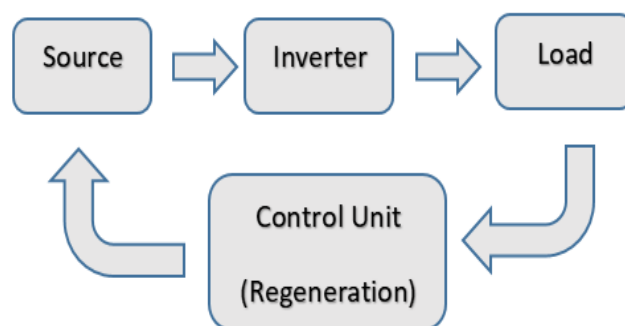 Source
Inverter
Load
Control Unit
(Regeneration)